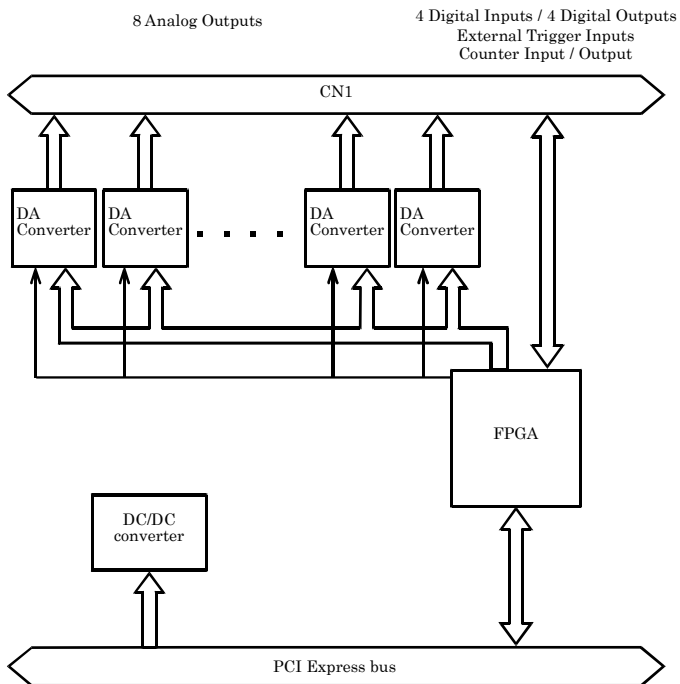 8 Analog Outputs
4 Digital Inputs / 4 Digital Outputs
External Trigger Inputs
Counter Input / Output
CN1
DA
Converter
DA
Converter
DA
Converter
DA
Converter
FPGA
DC/DC
converter
PCI Express bus